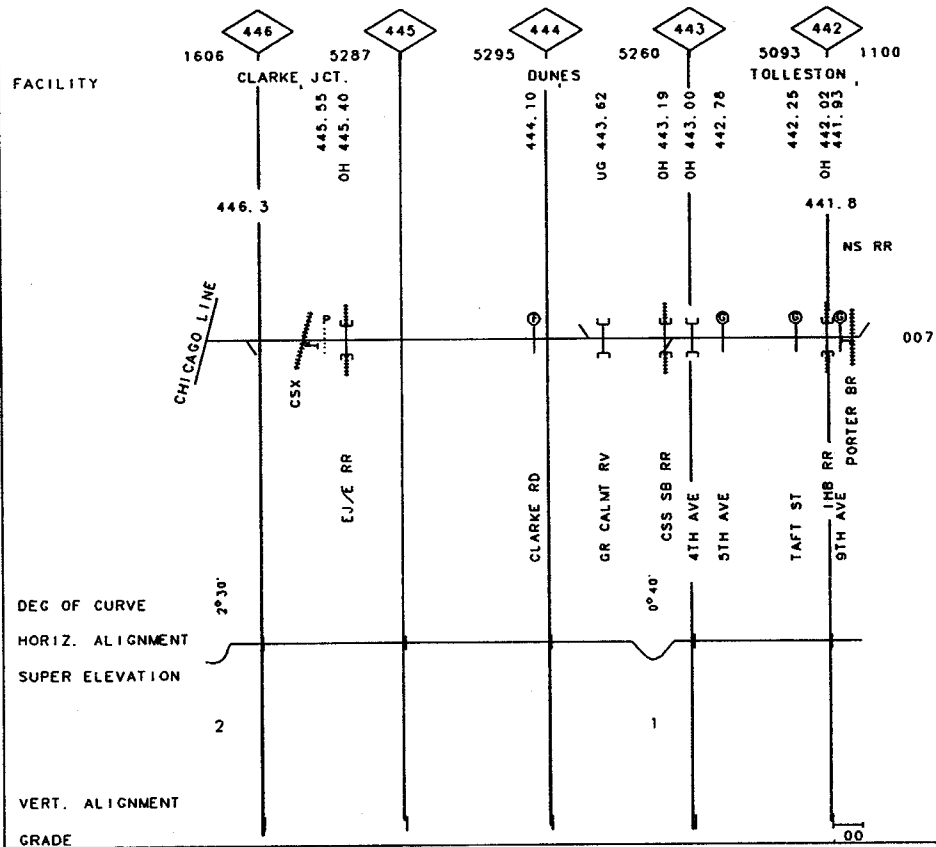 446 445 444 443 442
1606 5287 5295 5260 5093 1100
FACILITY CLARKE JCT. DUNES TOLLESTON
445.55
OH 445.40
444.10
UG 443.62
OH 443.19
OH 443.00
442.78
442.25
OH 442.02
441.93
446.3 441.8
NS RR
CHICAGO LINE
P F G G G
007
CSX
PORTER BR
EJ/E RR
CLARKE RD
GR CALMT RV
CSS SB RR
4TH AVE
5TH AVE
TAFT ST
IHB RR
9TH AVE
DEG OF CURVE 2°30' 0°40'
HORIZ. ALIGNMENT
SUPER ELEVATION
2 1
VERT. ALIGNMENT
GRADE 00